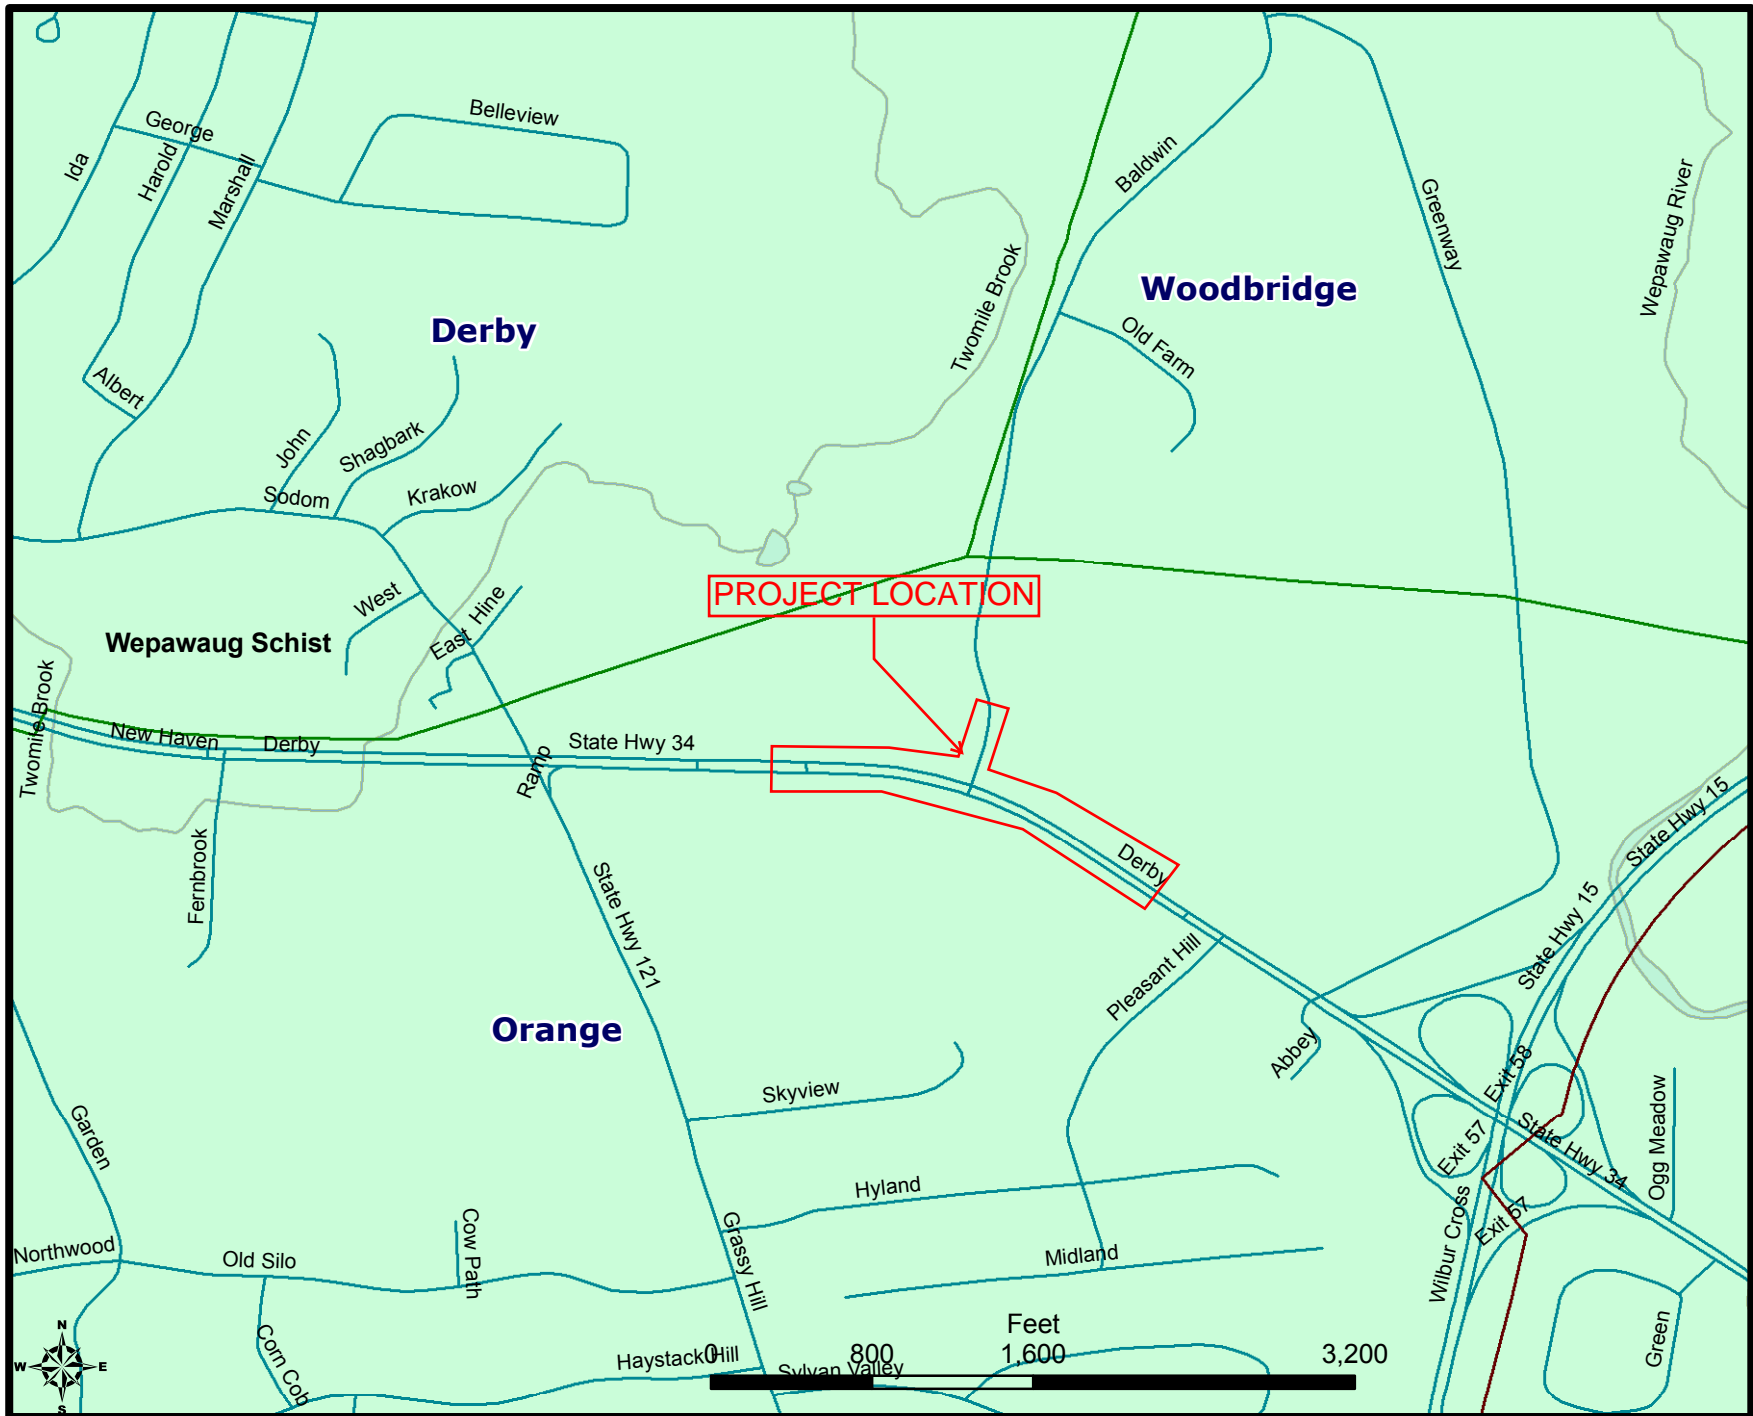 Belleview
George
Ida
Harold
Marshall
Baldwin
Greenway
Wepawaug River
Twomile Brook
Woodbridge
Derby
Old Farm
Albert
John
Shagbark
Sodom
Krakow
PROJECT LOCATION
West
East Hine
Wepawaug Schist
Twomile Brook
New Haven
Derby
State Hwy 34
Ramp
Fernbrook
State Hwy 121
Derby
State Hwy 15
State Hwy 15
Pleasant Hill
Orange
Abbey
Exit 58
Skyview
Garden
Exit 57
State Hwy 34
Ogg Meadow
Hyland
Exit 57
Wilbur Cross
Northwood
Old Silo
Cow Path
Grassy Hill
Midland
Feet
0 800 1,600 3,200
Corn Cob
Haystack Hill
Sylvan Valley
Green
N
W E
S